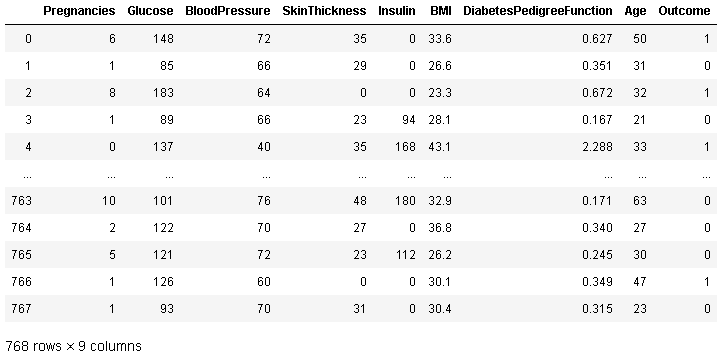 Pregnancies Glucose BloodPressure SkinThickness Insulin BMI DiabetesPedigreeFunction Age Outcome
0 6 148 72 35 0 33.6 0.627 50 1
1 1 85 66 29 0 26.6 0.351 31 0
2 8 183 64 0 0 23.3 0.672 32 1
3 1 89 66 23 94 28.1 0.167 21 0
4 0 137 40 35 168 43.1 2.288 33 1
... ... ... ... ... ... ... ... ... ...
763 10 101 76 48 180 32.9 0.171 63 0
764 2 122 70 27 0 36.8 0.340 27 0
765 5 121 72 23 112 26.2 0.245 30 0
766 1 126 60 0 0 30.1 0.349 47 1
767 1 93 70 31 0 30.4 0.315 23 0
768 rows × 9 columns